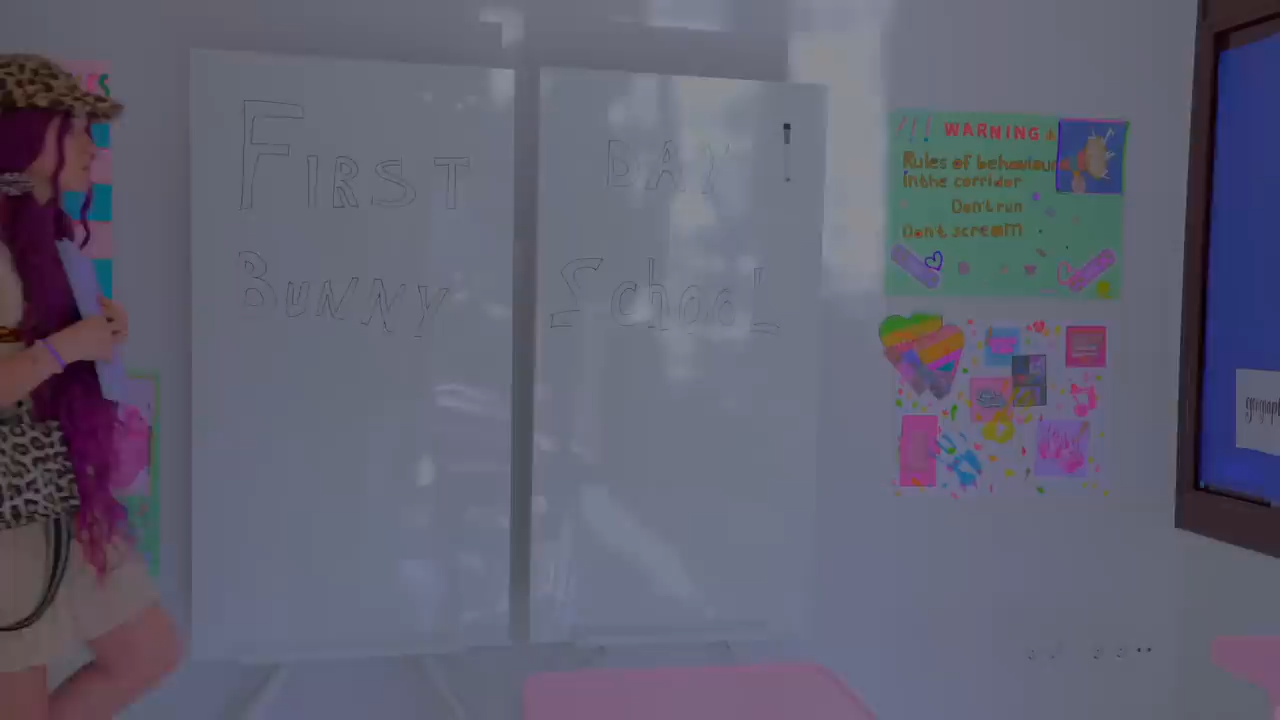 FIRST DAY
BUNNY SchooL
!!! WARNING
Rules of behaviour
in the corridor
Don't run
Don't scream